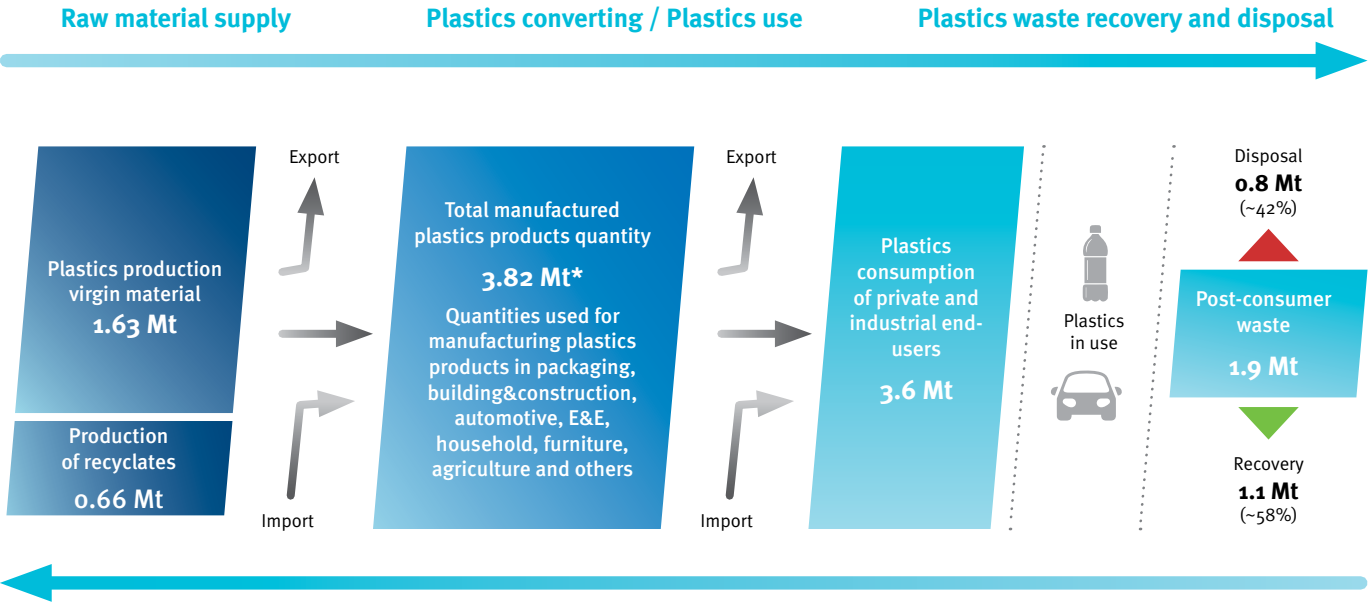 Raw material supply
Plastics converting / Plastics use
Plastics waste recovery and disposal
Plastics production
virgin material
1.63 Mt
Production
of recyclates
0.66 Mt
Export
Import
Total manufactured
plastics products quantity
3.82 Mt*
Quantities used for
manufacturing plastics
products in packaging,
building&construction,
automotive, E&E,
household, furniture,
agriculture and others
Export
Import
Plastics
consumption
of private and
industrial end-
users
3.6 Mt
Plastics
in use
Disposal
0.8 Mt
(~42%)
Post-consumer
waste
1.9 Mt
Recovery
1.1 Mt
(~58%)